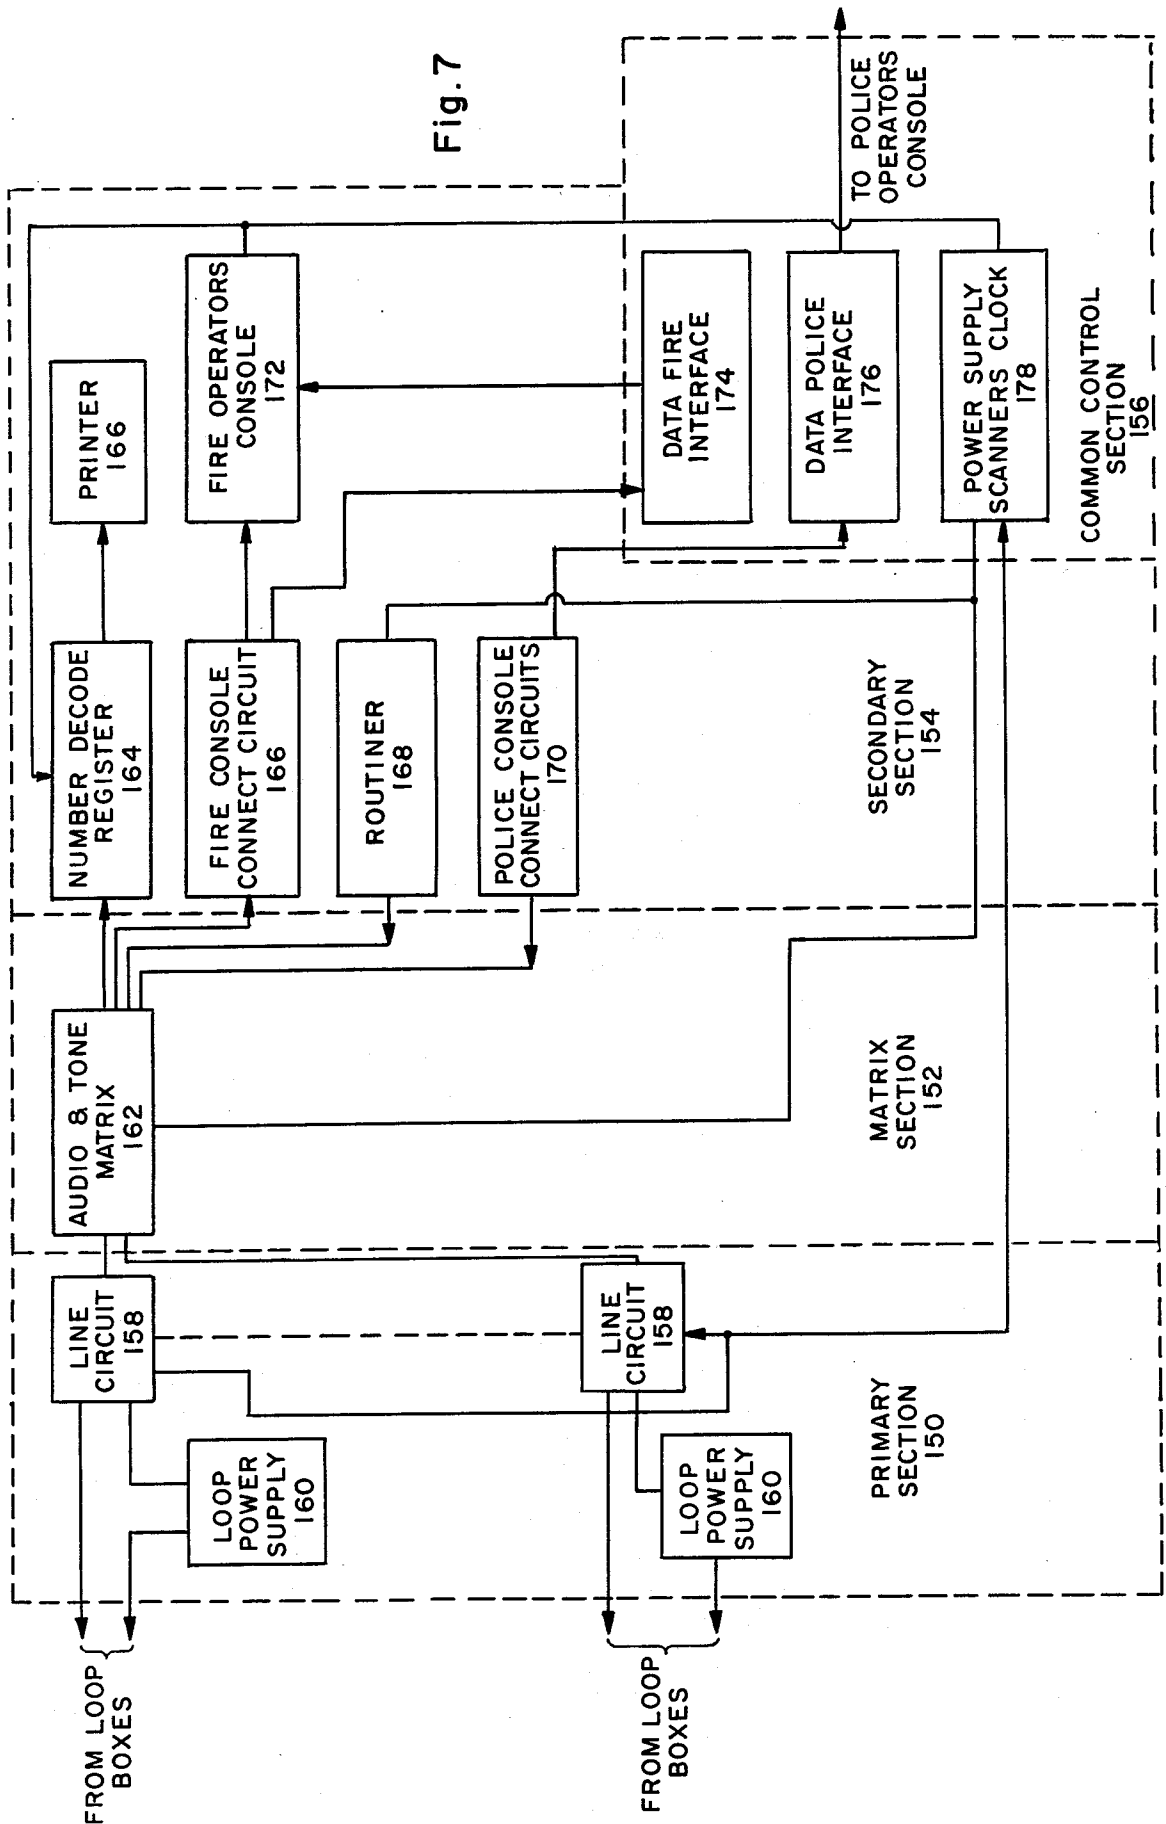 FROM LOOP
BOXES
LOOP
POWER
SUPPLY
160
LINE
CIRCUIT
158
AUDIO & TONE
MATRIX
162
NUMBER DECODE
REGISTER
164
PRINTER
166
FIRE CONSOLE
CONNECT CIRCUIT
166
FIRE OPERATORS
CONSOLE
172
ROUTINER
168
POLICE CONSOLE
CONNECT CIRCUITS
170
Fig. 7
FROM LOOP
BOXES
LOOP
POWER
SUPPLY
160
LINE
CIRCUIT
158
DATA FIRE
INTERFACE
174
DATA POLICE
INTERFACE
176
TO POLICE
OPERATORS
CONSOLE
POWER SUPPLY
SCANNERS CLOCK
178
PRIMARY
SECTION
150
MATRIX
SECTION
152
SECONDARY
SECTION
154
COMMON CONTROL
SECTION
156